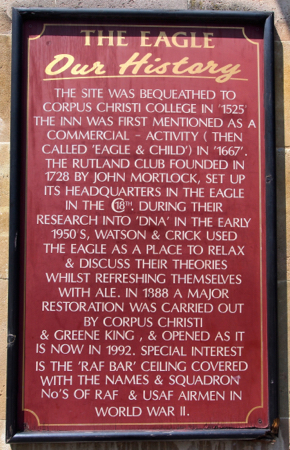 THE EAGLE
Our History
THE SITE WAS BEQUEATHED TO
CORPUS CHRISTI COLLEGE IN '1525'
THE INN WAS FIRST MENTIONED AS A
COMMERCIAL - ACTIVITY ( THEN
CALLED 'EAGLE & CHILD') IN '1667'.
THE RUTLAND CLUB FOUNDED IN
1728 BY JOHN MORTLOCK, SET UP
ITS HEADQUARTERS IN THE EAGLE
IN THE C18TH. DURING THEIR
RESEARCH INTO 'DNA' IN THE EARLY
1950'S, WATSON & CRICK USED
THE EAGLE AS A PLACE TO RELAX
& DISCUSS THEIR THEORIES
WHILST REFRESHING THEMSELVES
WITH ALE. IN 1888 A MAJOR
RESTORATION WAS CARRIED OUT
BY CORPUS CHRISTI
& GREENE KING , & OPENED AS IT
IS NOW IN 1992. SPECIAL INTEREST
IS THE 'RAF BAR' CEILING COVERED
WITH THE NAMES & SQUADRON
No'S OF RAF & USAF AIRMEN IN
WORLD WAR II.